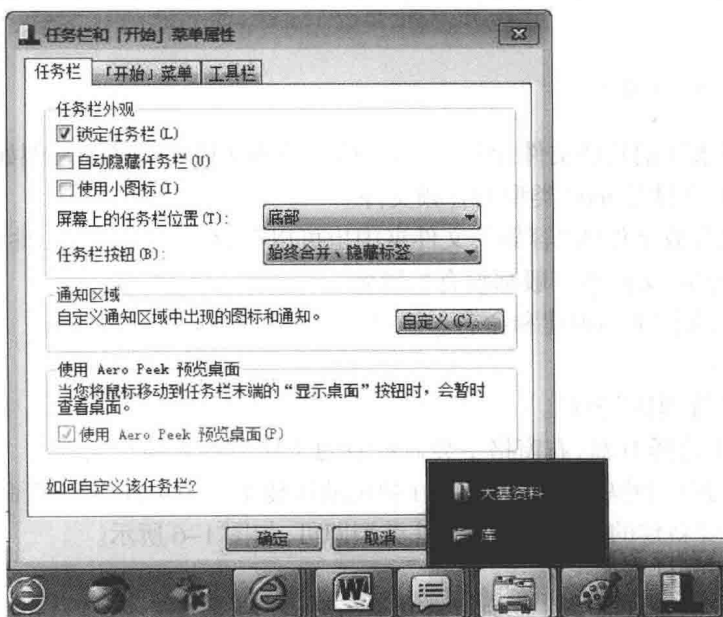 任务栏和「开始」菜单属性
任务栏 「开始」菜单 工具栏
任务栏外观
锁定任务栏(L)
自动隐藏任务栏(U)
使用小图标(I)
屏幕上的任务栏位置(T): 底部
任务栏按钮(B): 始终合并、隐藏标签
通知区域
自定义通知区域中出现的图标和通知。 自定义(C)...
使用 Aero Peek 预览桌面
当您将鼠标移动到任务栏末端的“显示桌面”按钮时，会暂时
查看桌面。
使用 Aero Peek 预览桌面(P)
如何自定义该任务栏?
大基资料
库
确定 取消